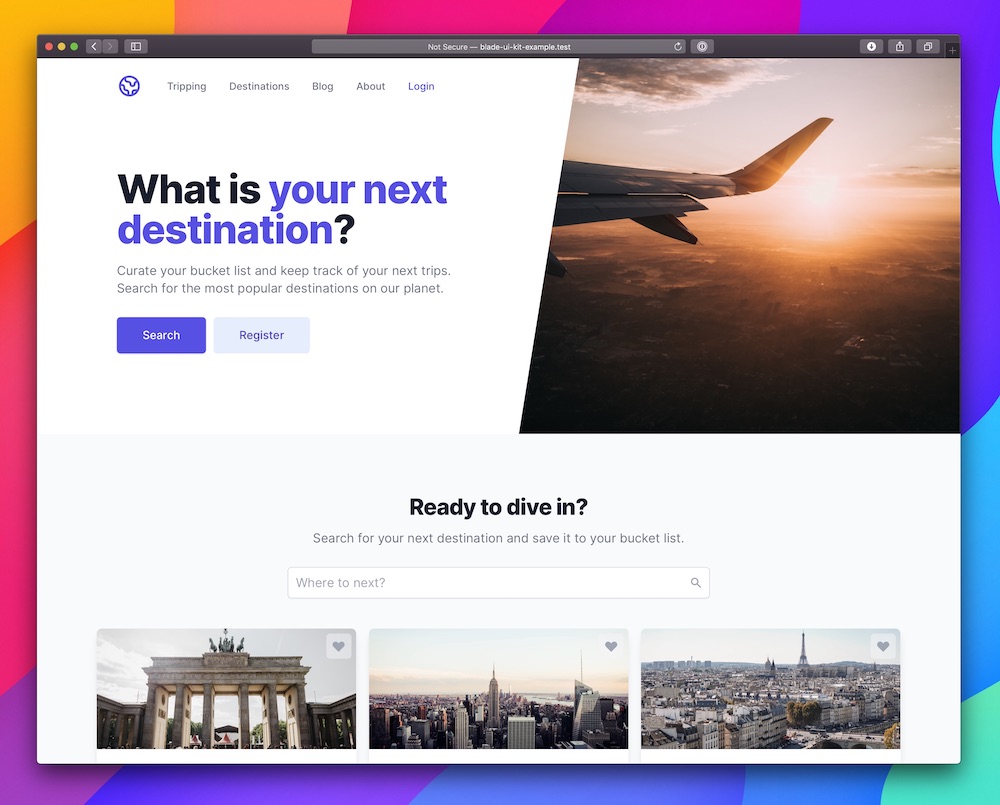 Not Secure — blade-ui-kit-example.test
Tripping Destinations Blog About Login
What is your next
destination?
Curate your bucket list and keep track of your next trips.
Search for the most popular destinations on our planet.
Search Register
Ready to dive in?
Search for your next destination and save it to your bucket list.
Where to next?